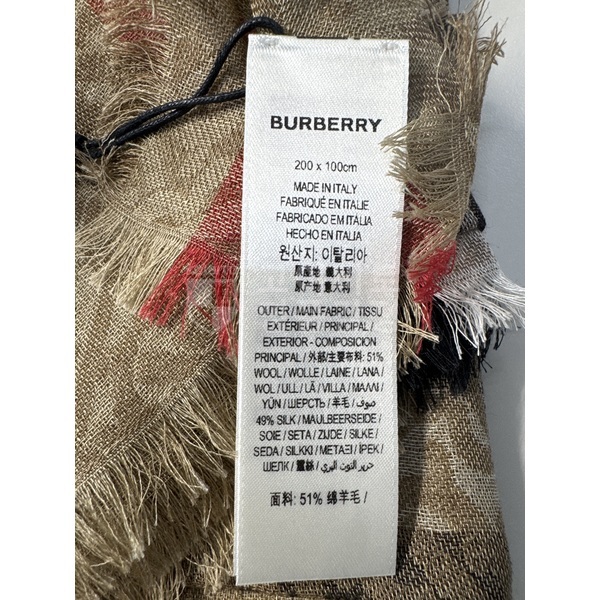 BURBERRY
200 x 100cm
MADE IN ITALY
FABRIQUÉ EN ITALIE
FABRICADO EM ITÁLIA
HECHO EN ITALIA
원산지: 이탈리아
原産地 義大利
原产地 意大利
OUTER / MAIN FABRIC / TISSU
EXTÉRIEUR / PRINCIPAL /
EXTERIOR - COMPOSICION
PRINCIPAL / 外部/主要布料: 51%
WOOL / WOLLE / LAINE / LANA /
WOL / ULL / LÃ / VILLA / ΜΑΛΛΙ /
YÜN / ШЕРСТЬ / 羊毛 / صوف /
49% SILK / MAULBEERSEIDE /
SOIE / SETA / ZIJDE / SILKE /
SEDA / SILKKI / ΜΕΤΑΞΙ / İPEK /
ШЕЛК / 蠶絲 / حرير التوت البري /
面料: 51% 绵羊毛 /